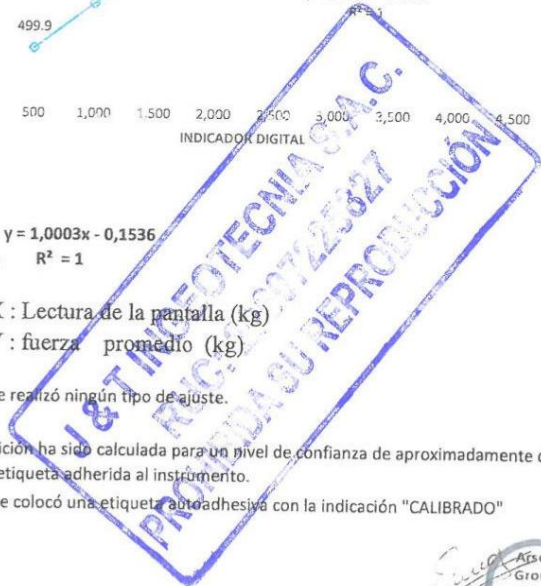 R² = 1
499.9
500 1,000 1.500 2,000 2,500 3,000 3,500 4,000 4,500
INDICADOR DIGITAL
y = 1,0003x - 0,1536
R² = 1
X : Lectura de la pantalla (kg)
Y : fuerza promedio (kg)
e realizó ningún tipo de ajuste.
ición ha sido calculada para un nivel de confianza de aproximadamente
etiqueta adherida al instrumento.
e colocó una etiqueta autoadhesiva con la indicación "CALIBRADO"
J & T INGEOTECNIA S.A.C.
RUC:
PROHIBIDA SU REPRODUCCIÓN